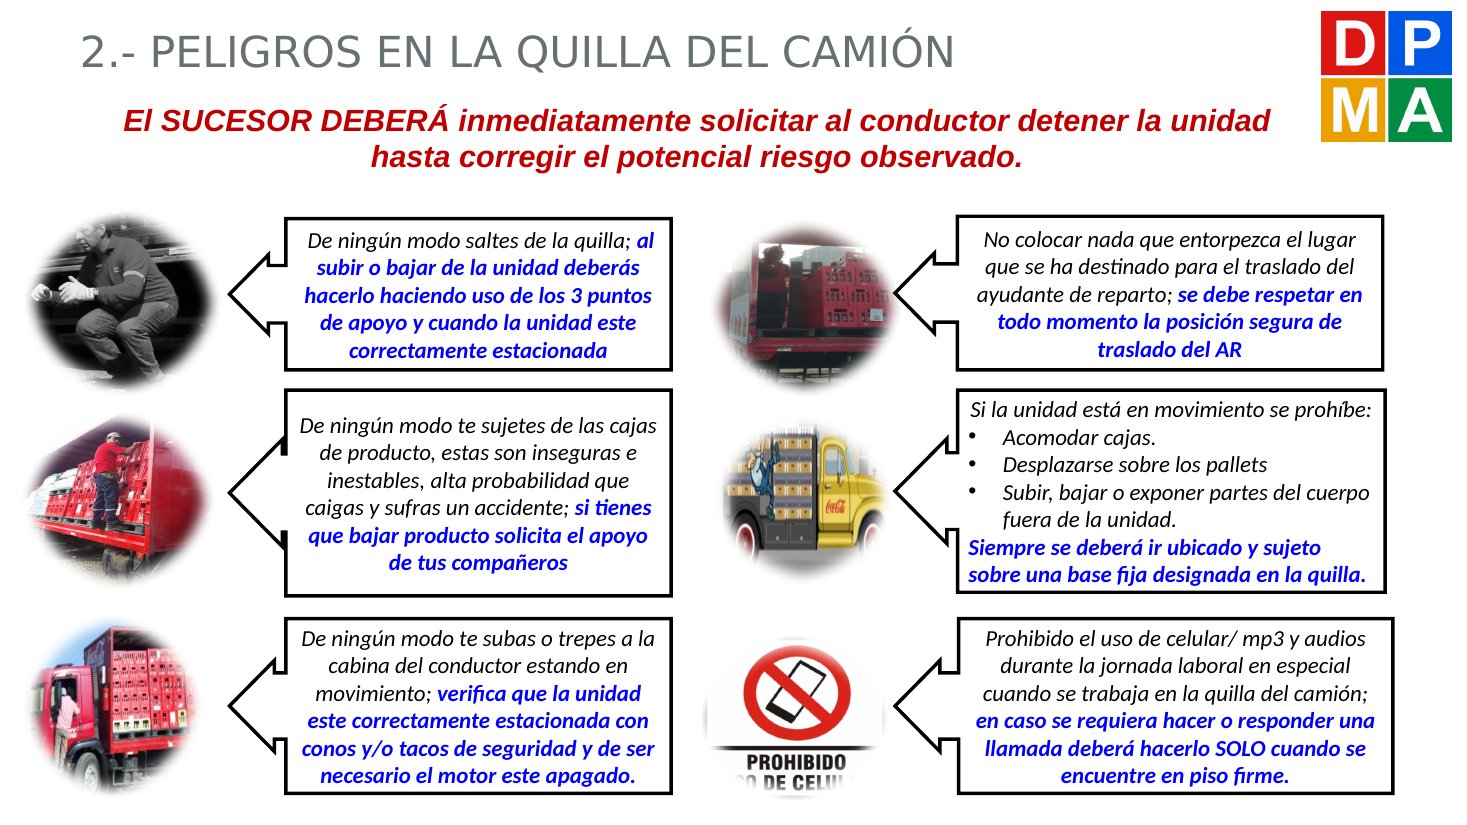 2.- PELIGROS EN LA QUILLA DEL CAMIÓN
D P
M A
El SUCESOR DEBERÁ inmediatamente solicitar al conductor detener la unidad
hasta corregir el potencial riesgo observado.
De ningún modo saltes de la quilla; al
subir o bajar de la unidad deberás
hacerlo haciendo uso de los 3 puntos
de apoyo y cuando la unidad este
correctamente estacionada
No colocar nada que entorpezca el lugar
que se ha destinado para el traslado del
ayudante de reparto; se debe respetar en
todo momento la posición segura de
traslado del AR
De ningún modo te sujetes de las cajas
de producto, estas son inseguras e
inestables, alta probabilidad que
caigas y sufras un accidente; si tienes
que bajar producto solicita el apoyo
de tus compañeros
Coca-Cola
Si la unidad está en movimiento se prohíbe:
• Acomodar cajas.
• Desplazarse sobre los pallets
• Subir, bajar o exponer partes del cuerpo
fuera de la unidad.
Siempre se deberá ir ubicado y sujeto
sobre una base fija designada en la quilla.
De ningún modo te subas o trepes a la
cabina del conductor estando en
movimiento; verifica que la unidad
este correctamente estacionada con
conos y/o tacos de seguridad y de ser
necesario el motor este apagado.
PROHIBIDO
O DE CELU
Prohibido el uso de celular/ mp3 y audios
durante la jornada laboral en especial
cuando se trabaja en la quilla del camión;
en caso se requiera hacer o responder una
llamada deberá hacerlo SOLO cuando se
encuentre en piso firme.